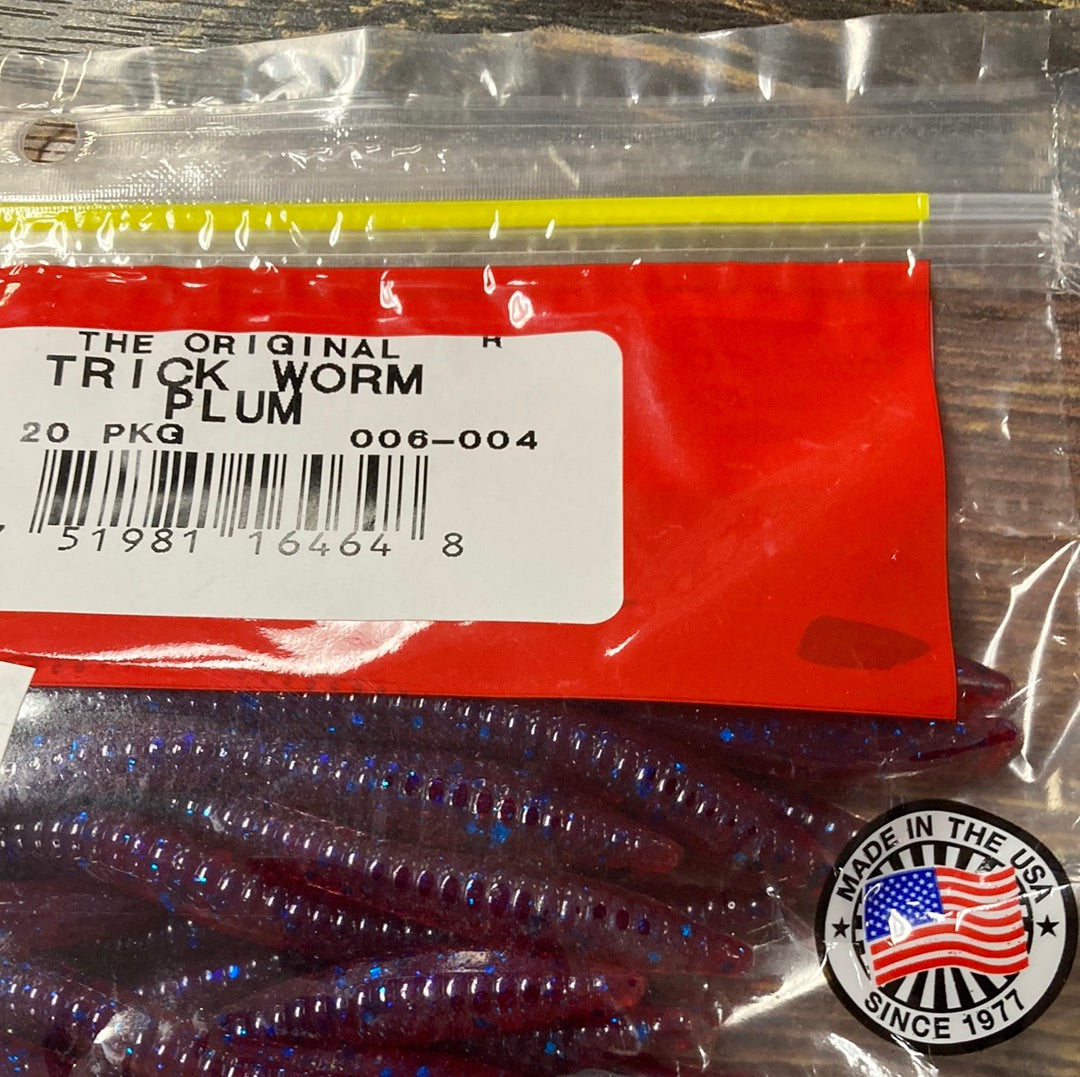 THE ORIGINAL R
TRICK WORM
PLUM
20 PKG 006-004
51981 16464 8
MADE IN THE USA
SINCE 1977